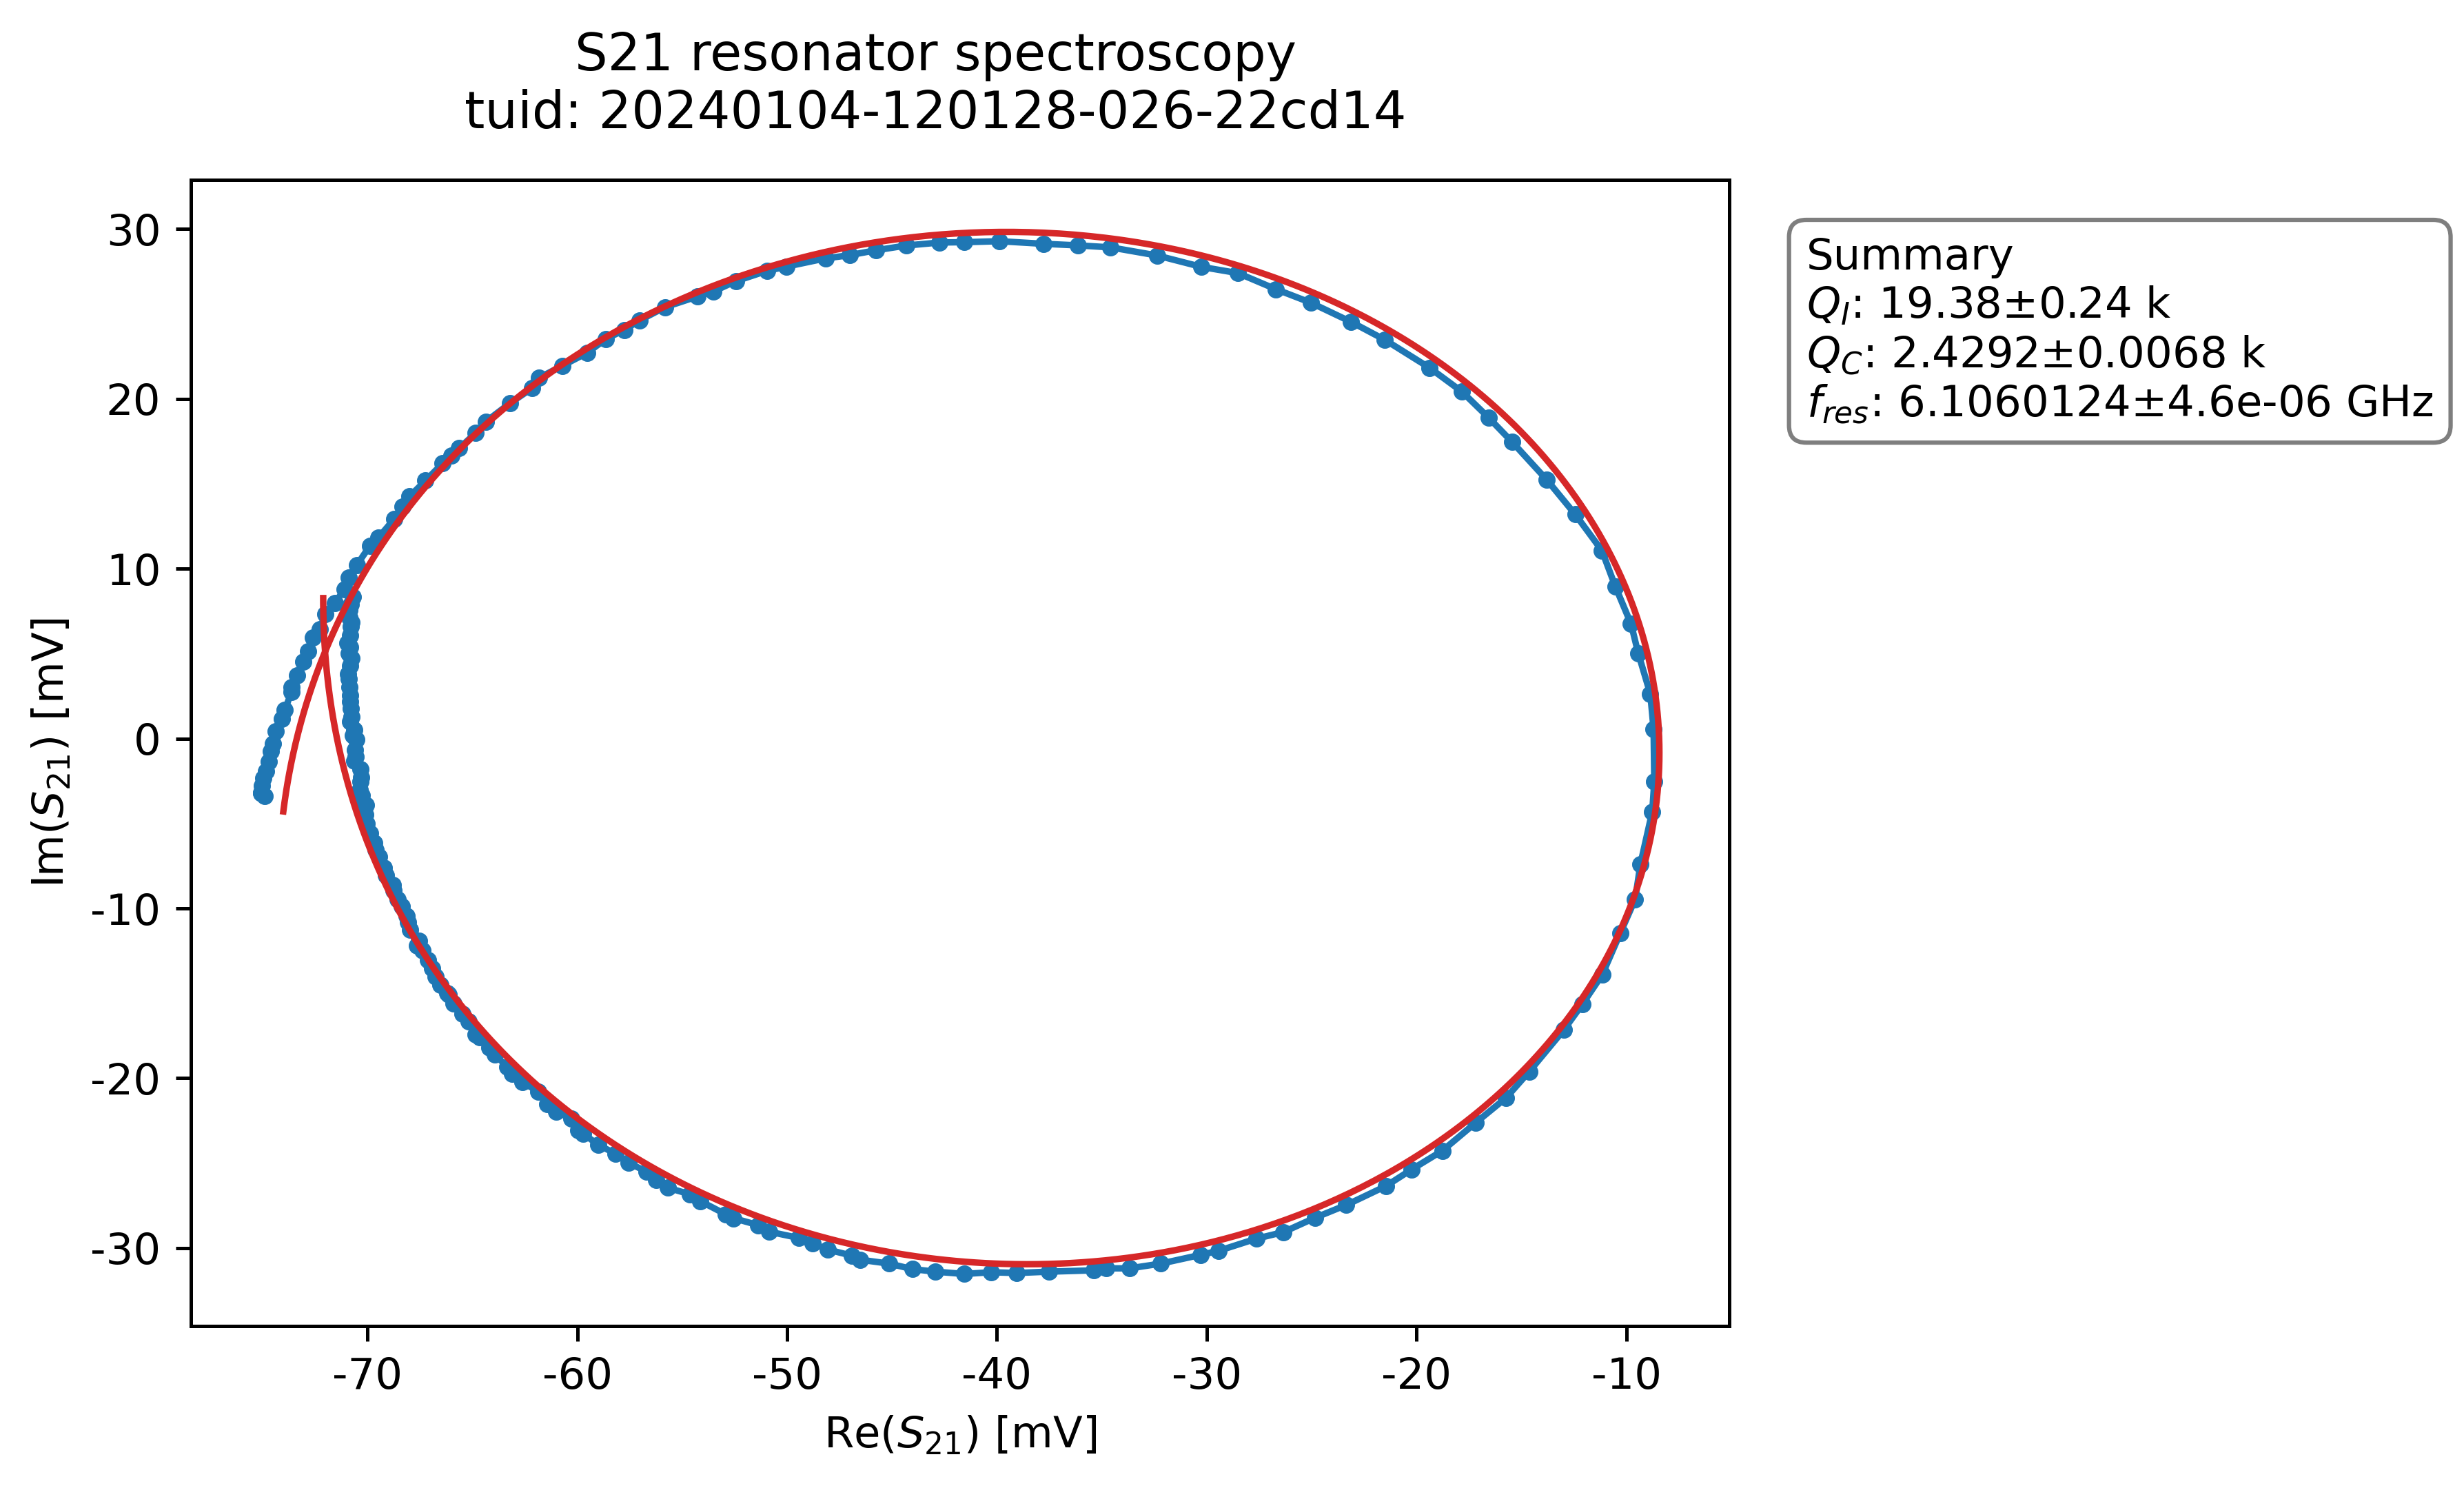 S21 resonator spectroscopy
tuid: 20240104-120128-026-22cd14
30
20
10
0
-10
-20
-30
Im(S21) [mV]
-70
-60
-50
-40
-30
-20
-10
Re(S21) [mV]
Summary
QI: 19.38±0.24 k
QC: 2.4292±0.0068 k
fres: 6.1060124±4.6e-06 GHz